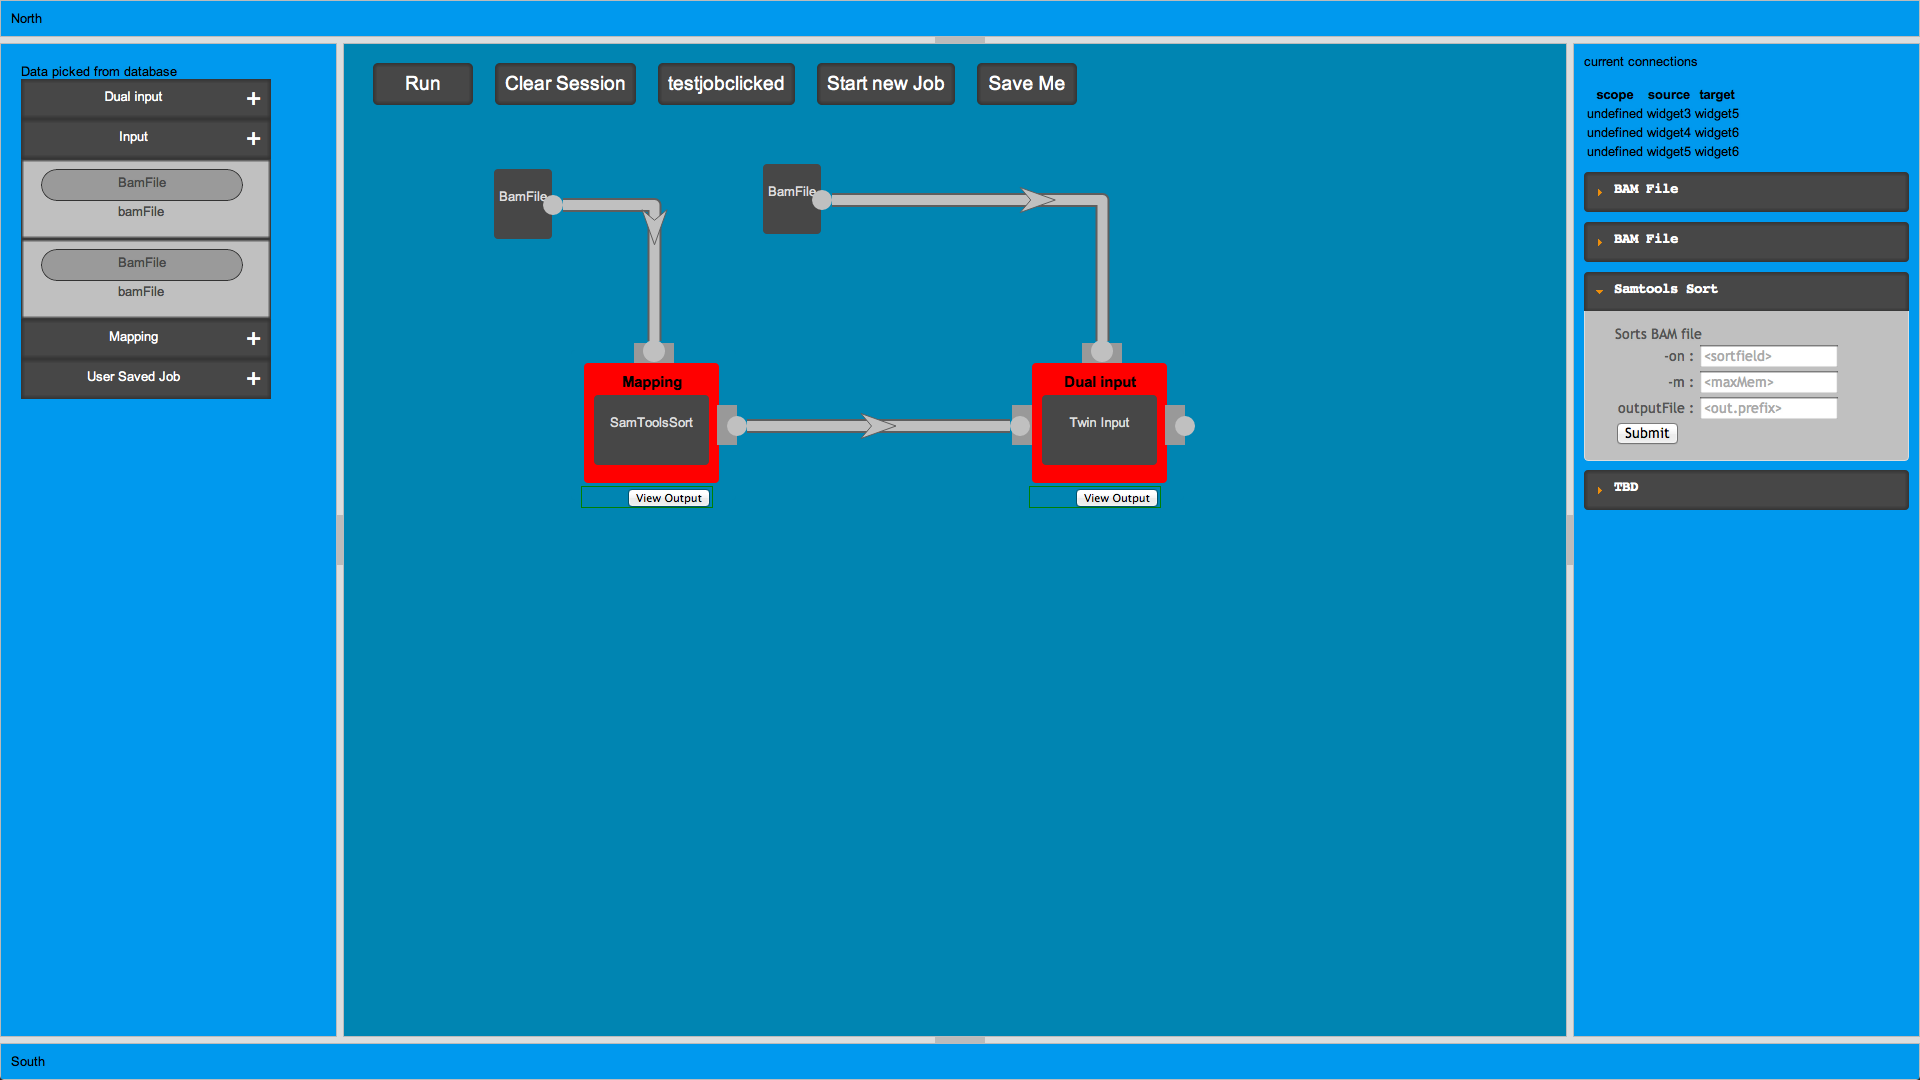 North
Data picked from database
Dual input
Input
BamFile
bamFile
BamFile
bamFile
Mapping
User Saved Job
Run
Clear Session
testjobclicked
Start new Job
Save Me
BamFile
BamFile
Mapping
SamToolsSort
View Output
Dual input
Twin Input
View Output
current connections
scope source target
undefined widget3 widget5
undefined widget4 widget6
undefined widget5 widget6
BAM File
BAM File
Samtools Sort
Sorts BAM file
-on : <sortfield>
-m : <maxMem>
outputFile : <out.prefix>
Submit
TBD
South